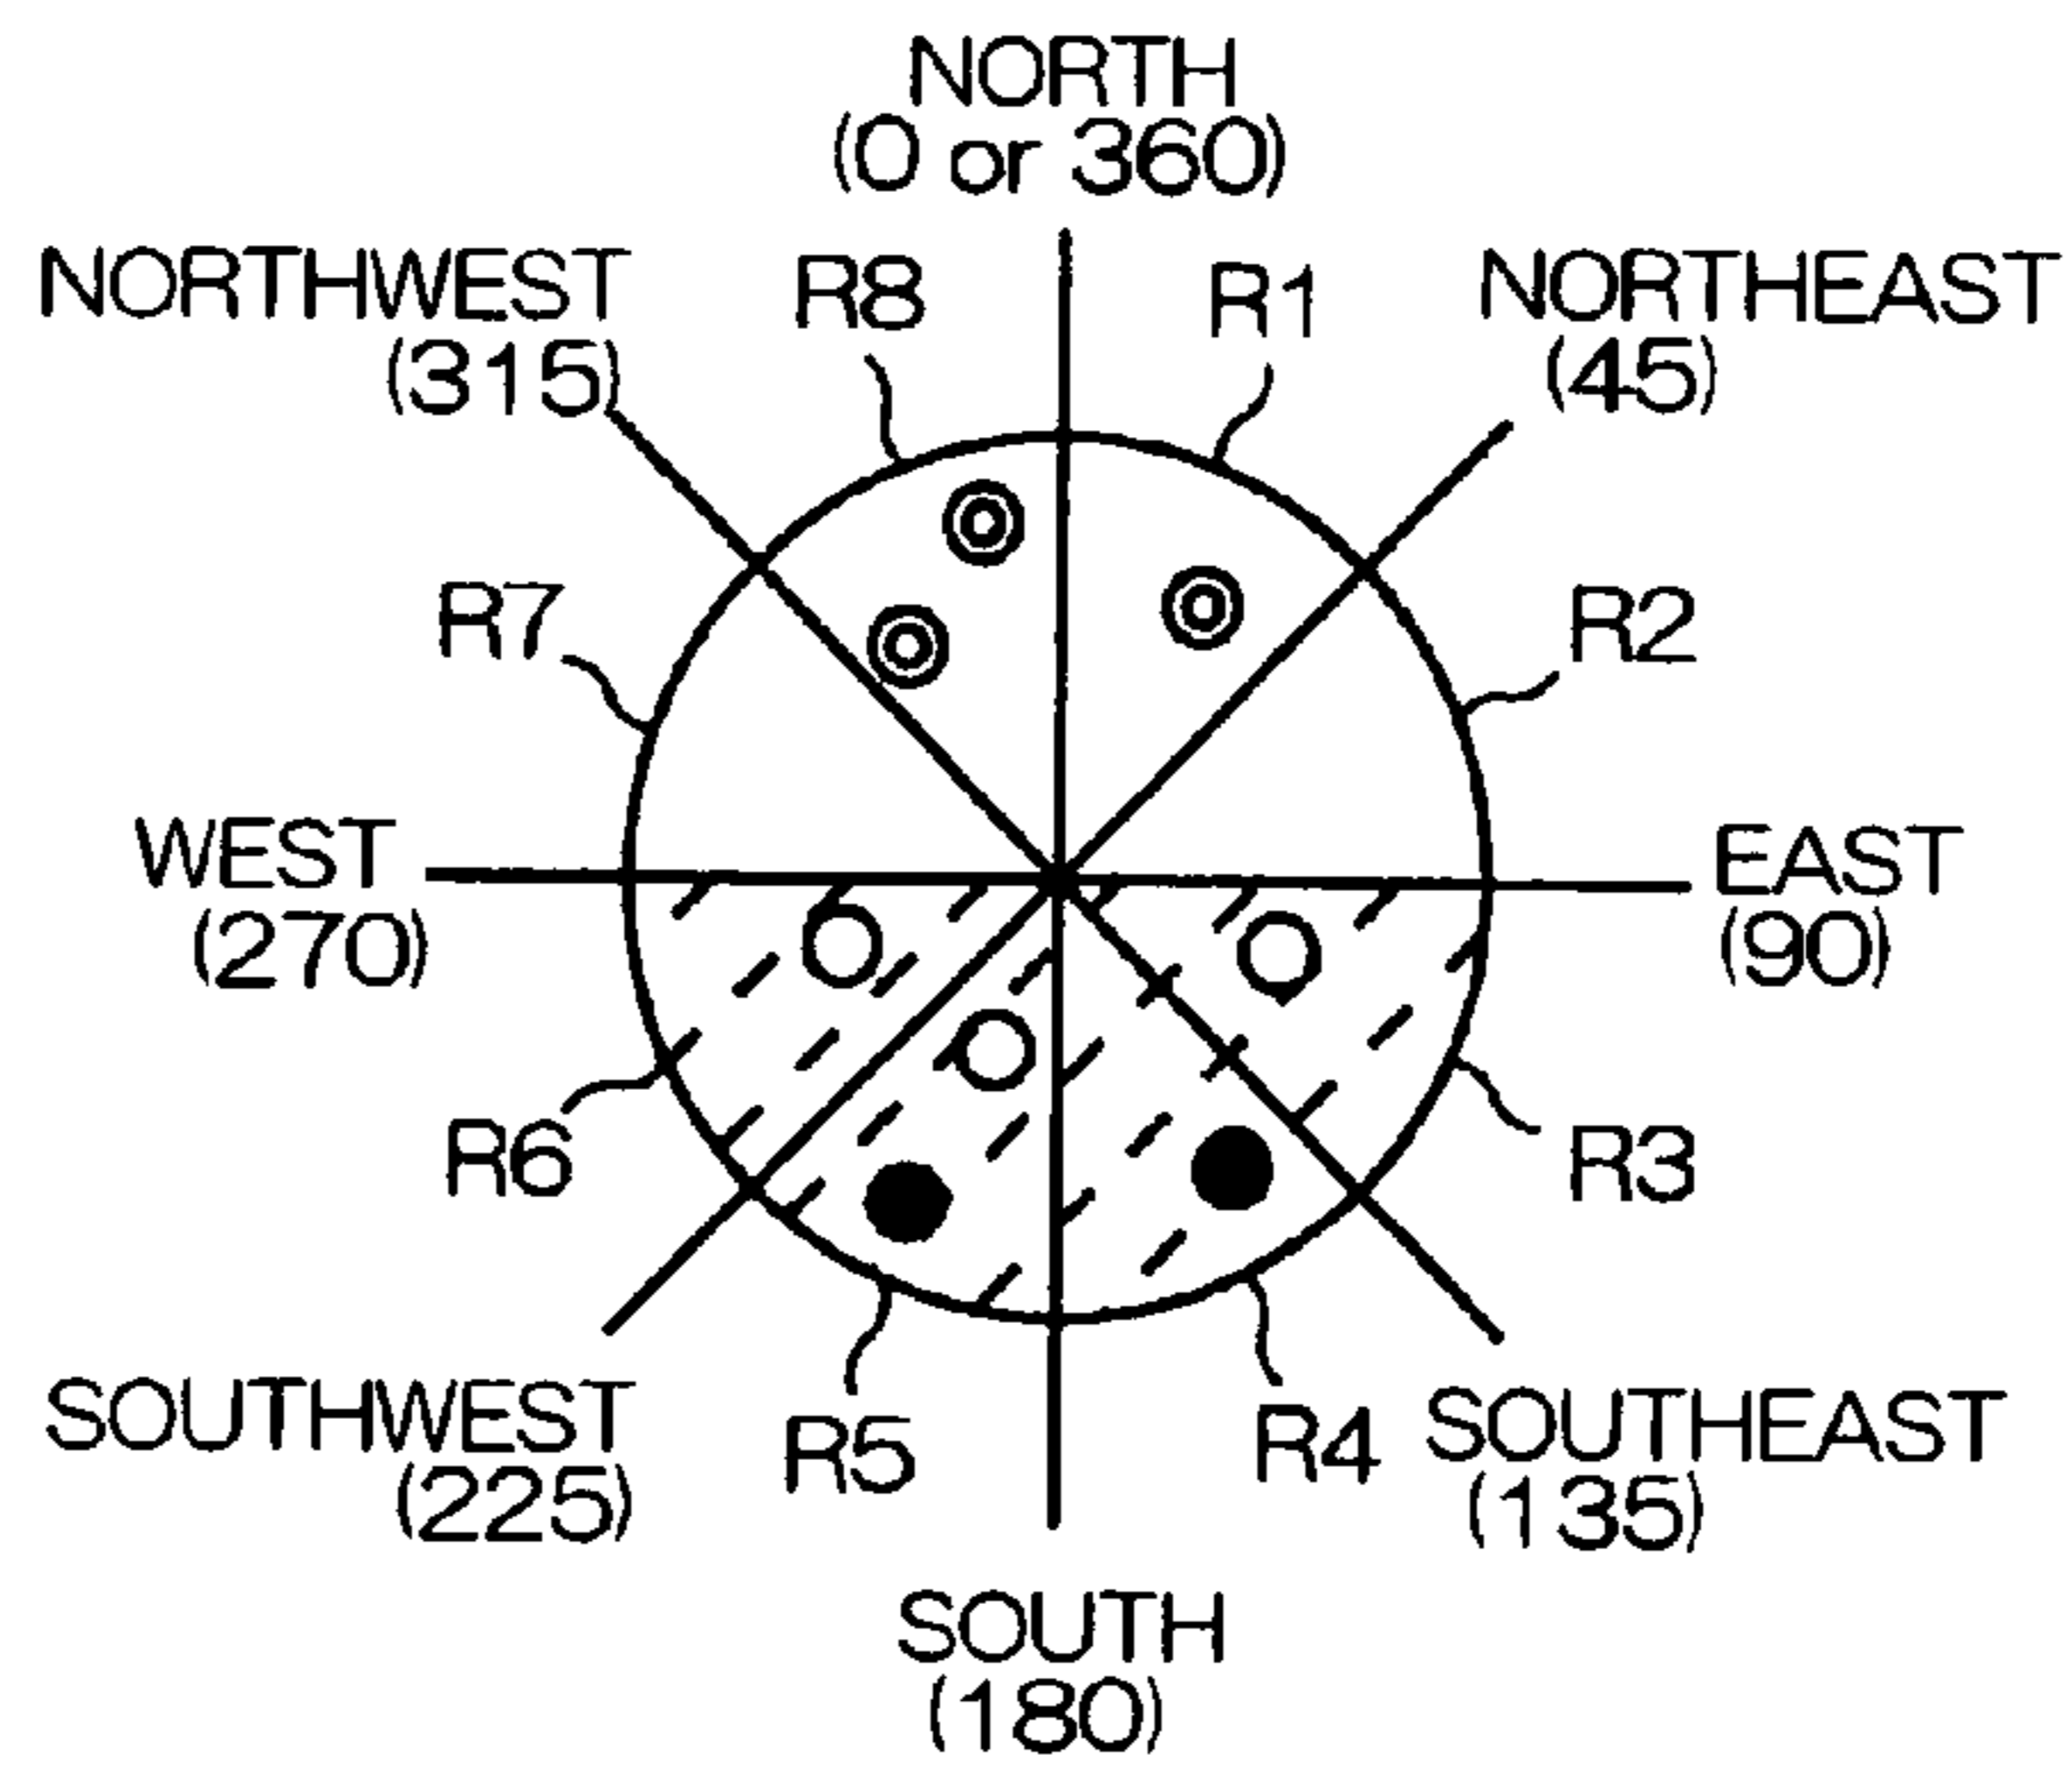 NORTH
(0 or 360)
NORTHWEST
(315)
R8
R1
NORTHEAST
(45)
R7
R2
WEST
(270)
EAST
(90)
R6
R3
SOUTHWEST
(225)
R5
R4
SOUTHEAST
(135)
SOUTH
(180)